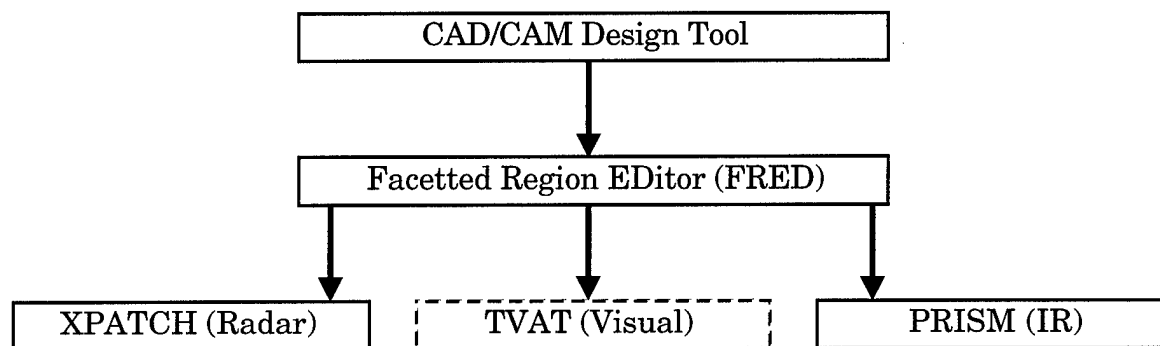 CAD/CAM Design Tool
Facetted Region EDitor (FRED)
XPATCH (Radar)
TVAT (Visual)
PRISM (IR)